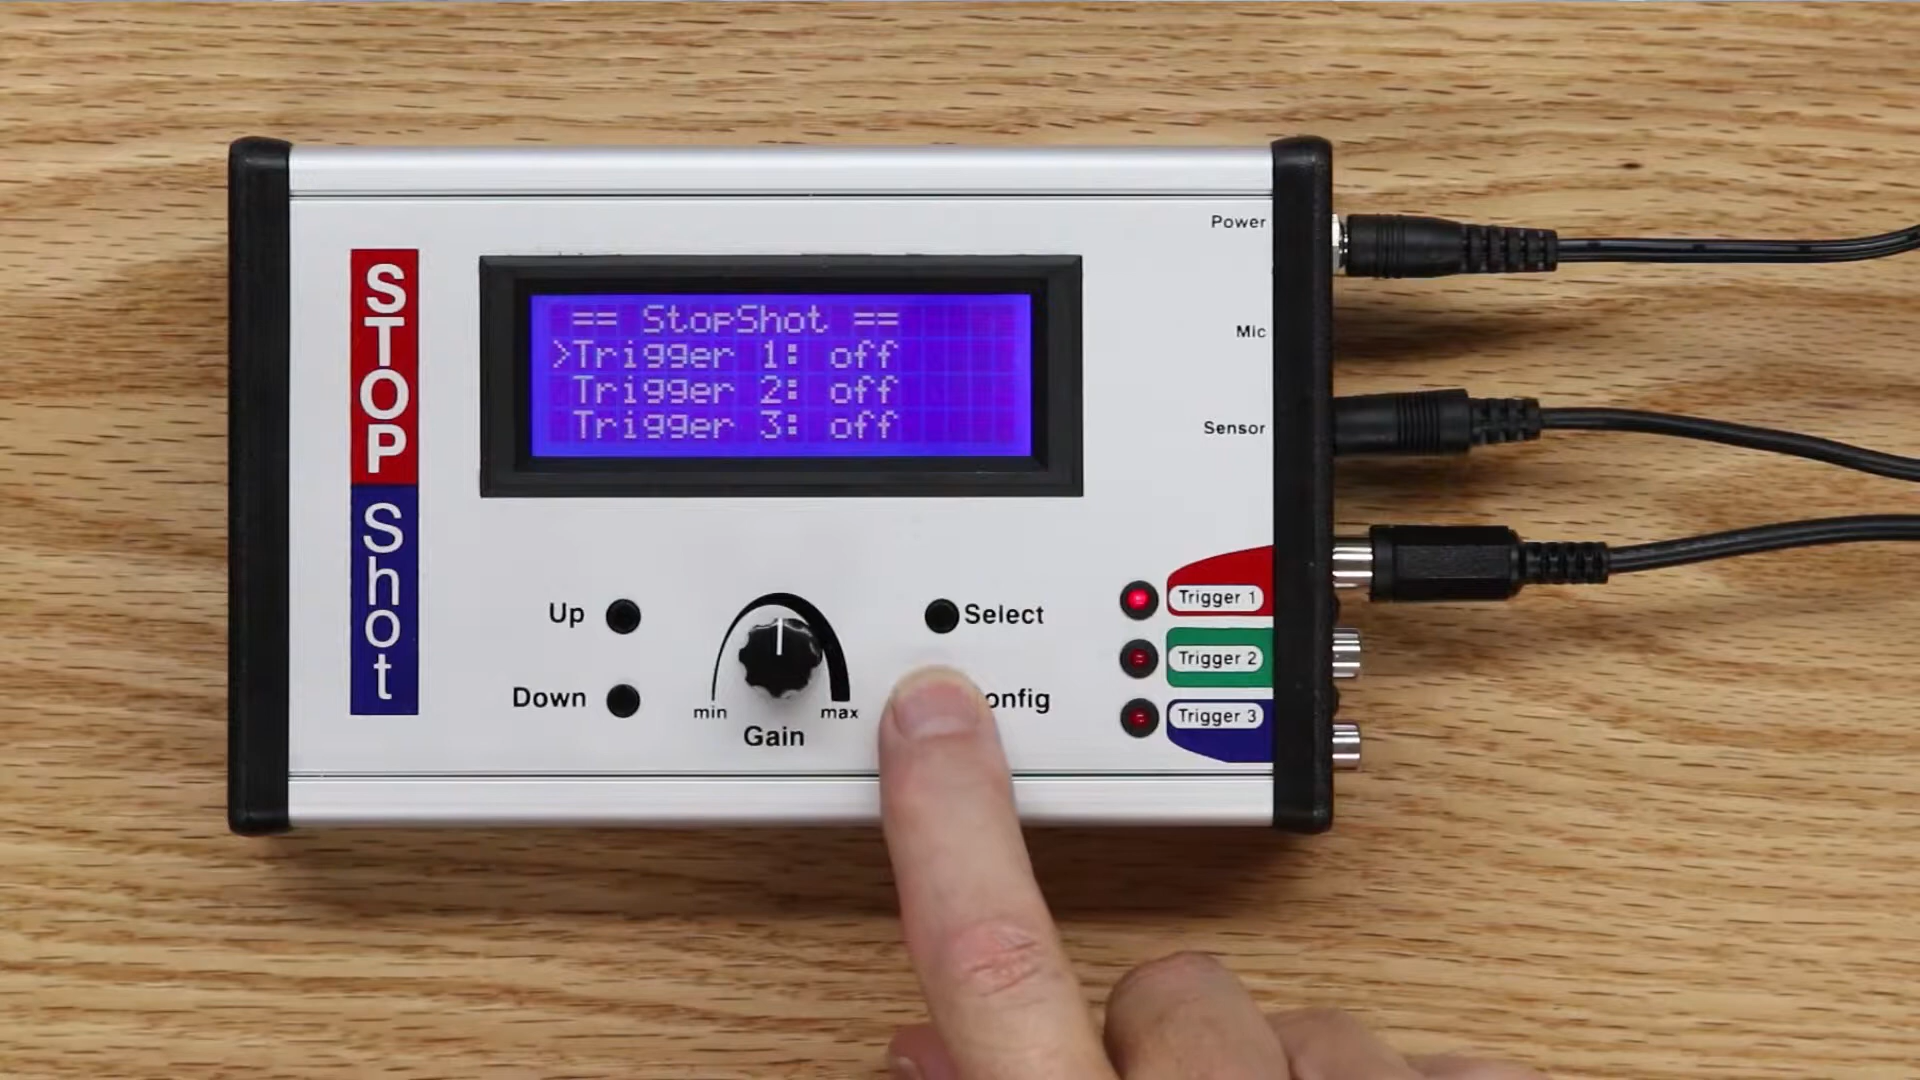 STOP Shot
== StopShot ==
>Trigger 1: off
Trigger 2: off
Trigger 3: off
Power
Mic
Sensor
Up
Down
min
max
Gain
Select
onfig
Trigger 1
Trigger 2
Trigger 3